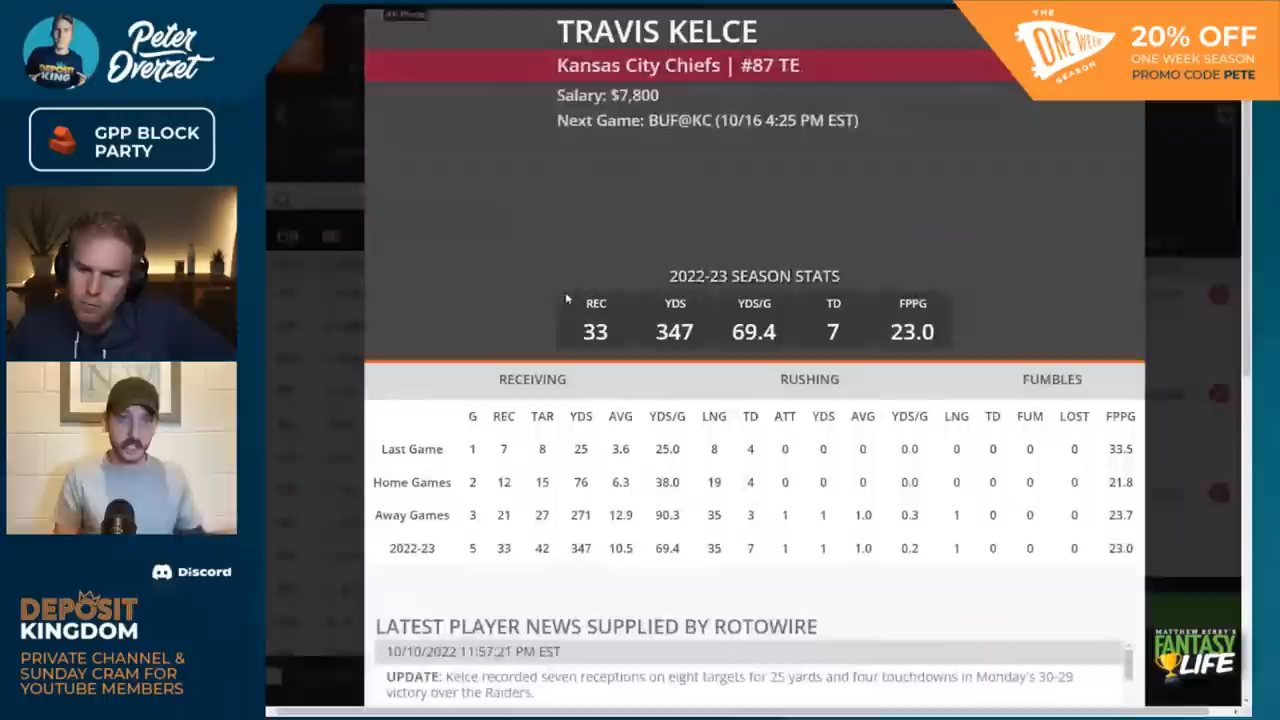 Peter
Overzet
DEPOSIT
KING
GPP BLOCK
PARTY
Discord
DEPOSIT
KINGDOM
PRIVATE CHANNEL &
SUNDAY CRAM FOR
YOUTUBE MEMBERS
THE
ONE WEEK
SEASON
20% OFF
ONE WEEK SEASON
PROMO CODE PETE
TRAVIS KELCE
Kansas City Chiefs | #87 TE
Salary: $7,800
Next Game: BUF@KC (10/16 4:25 PM EST)
2022-23 SEASON STATS
REC YDS YDS/G TD FPPG
33 347 69.4 7 23.0
RECEIVING RUSHING FUMBLES
G REC TAR YDS AVG YDS/G LNG TD ATT YDS AVG YDS/G LNG TD FUM LOST FPPG
Last Game 1 7 8 25 3.6 25.0 8 4 0 0 0 0.0 0 0 0 0 33.5
Home Games 2 12 15 76 6.3 38.0 19 4 0 0 0 0.0 0 0 0 0 21.8
Away Games 3 21 27 271 12.9 90.3 35 3 1 1 1.0 0.3 1 0 0 0 23.7
2022-23 5 33 42 347 10.5 69.4 35 7 1 1 1.0 0.2 1 0 0 0 23.0
LATEST PLAYER NEWS SUPPLIED BY ROTOWIRE
10/10/2022 11:57:21 PM EST
UPDATE: Kelce recorded seven receptions on eight targets for 25 yards and four touchdowns in Monday's 30-29
victory over the Raiders.
MATTHEW BERRY'S
FANTASY
LIFE